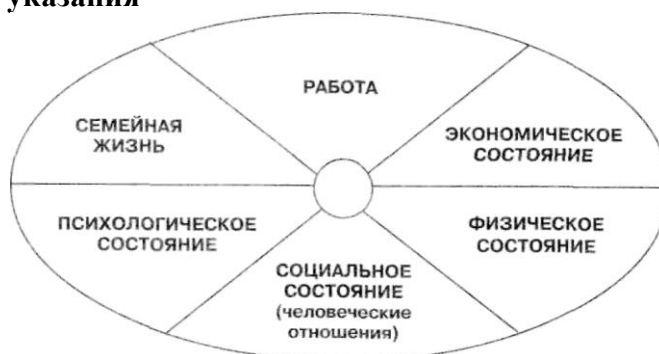 указания
РАБОТА
СЕМЕЙНАЯ
ЖИЗНЬ
ЭКОНОМИЧЕСКОЕ
СОСТОЯНИЕ
ПСИХОЛОГИЧЕСКОЕ
СОСТОЯНИЕ
ФИЗИЧЕСКОЕ
СОСТОЯНИЕ
СОЦИАЛЬНОЕ
СОСТОЯНИЕ
(человеческие
отношения)